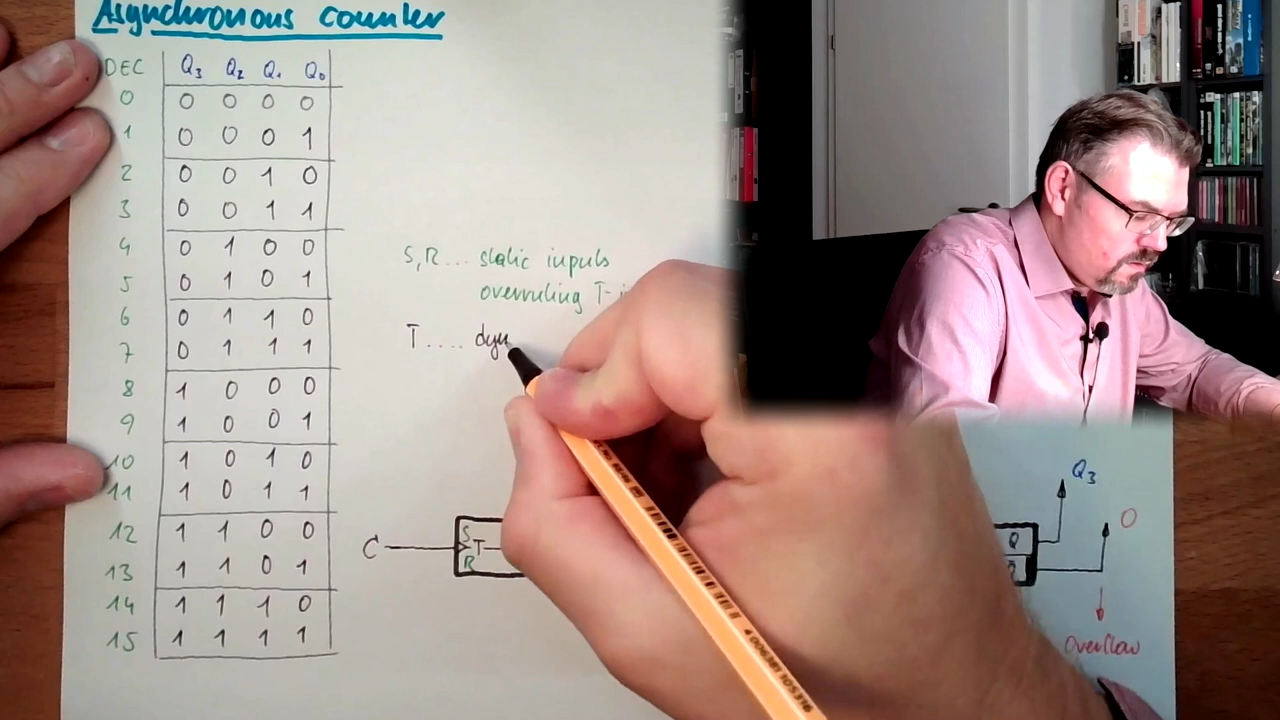 Asynchronous counter
DEC Q3 Q2 Q1 Q0
0 0 0 0 0
1 0 0 0 1
2 0 0 1 0
3 0 0 1 1
4 0 1 0 0
5 0 1 0 1
6 0 1 1 0
7 0 1 1 1
8 1 0 0 0
9 1 0 0 1
10 1 0 1 0
11 1 0 1 1
12 1 1 0 0
13 1 1 0 1
14 1 1 1 0
15 1 1 1 1
S,R... static inputs
overruling T-i
T.... dyn
C
S
T
R
Q
Q3
O
Overflow